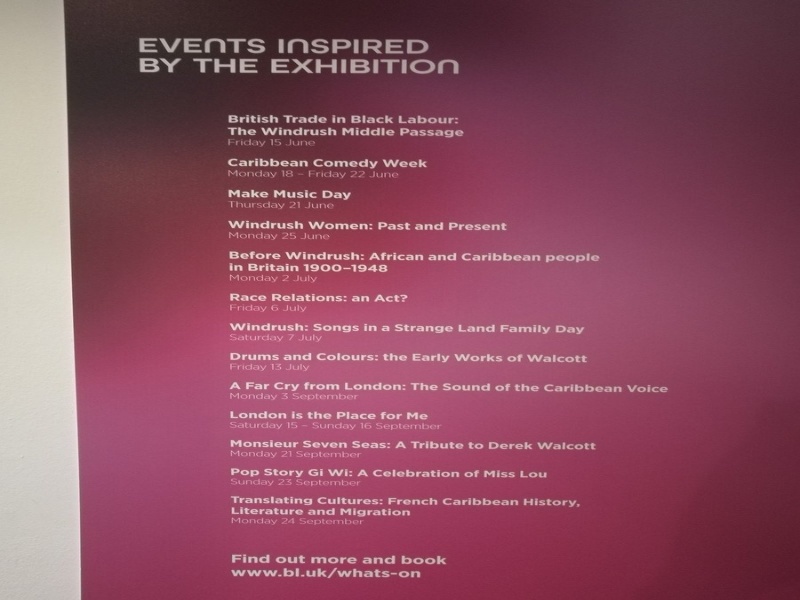 EVENTS INSPIRED
BY THE EXHIBITION
British Trade in Black Labour:
The Windrush Middle Passage
Friday 15 June
Caribbean Comedy Week
Monday 18 – Friday 22 June
Make Music Day
Thursday 21 June
Windrush Women: Past and Present
Monday 25 June
Before Windrush: African and Caribbean people
in Britain 1900–1948
Monday 2 July
Race Relations: an Act?
Friday 6 July
Windrush: Songs in a Strange Land Family Day
Saturday 7 July
Drums and Colours: the Early Works of Walcott
Friday 13 July
A Far Cry from London: The Sound of the Caribbean Voice
Monday 3 September
London is the Place for Me
Saturday 15 – Sunday 16 September
Monsieur Seven Seas: A Tribute to Derek Walcott
Monday 21 September
Pop Story Gi Wi: A Celebration of Miss Lou
Sunday 23 September
Translating Cultures: French Caribbean History,
Literature and Migration
Monday 24 September
Find out more and book
www.bl.uk/whats-on